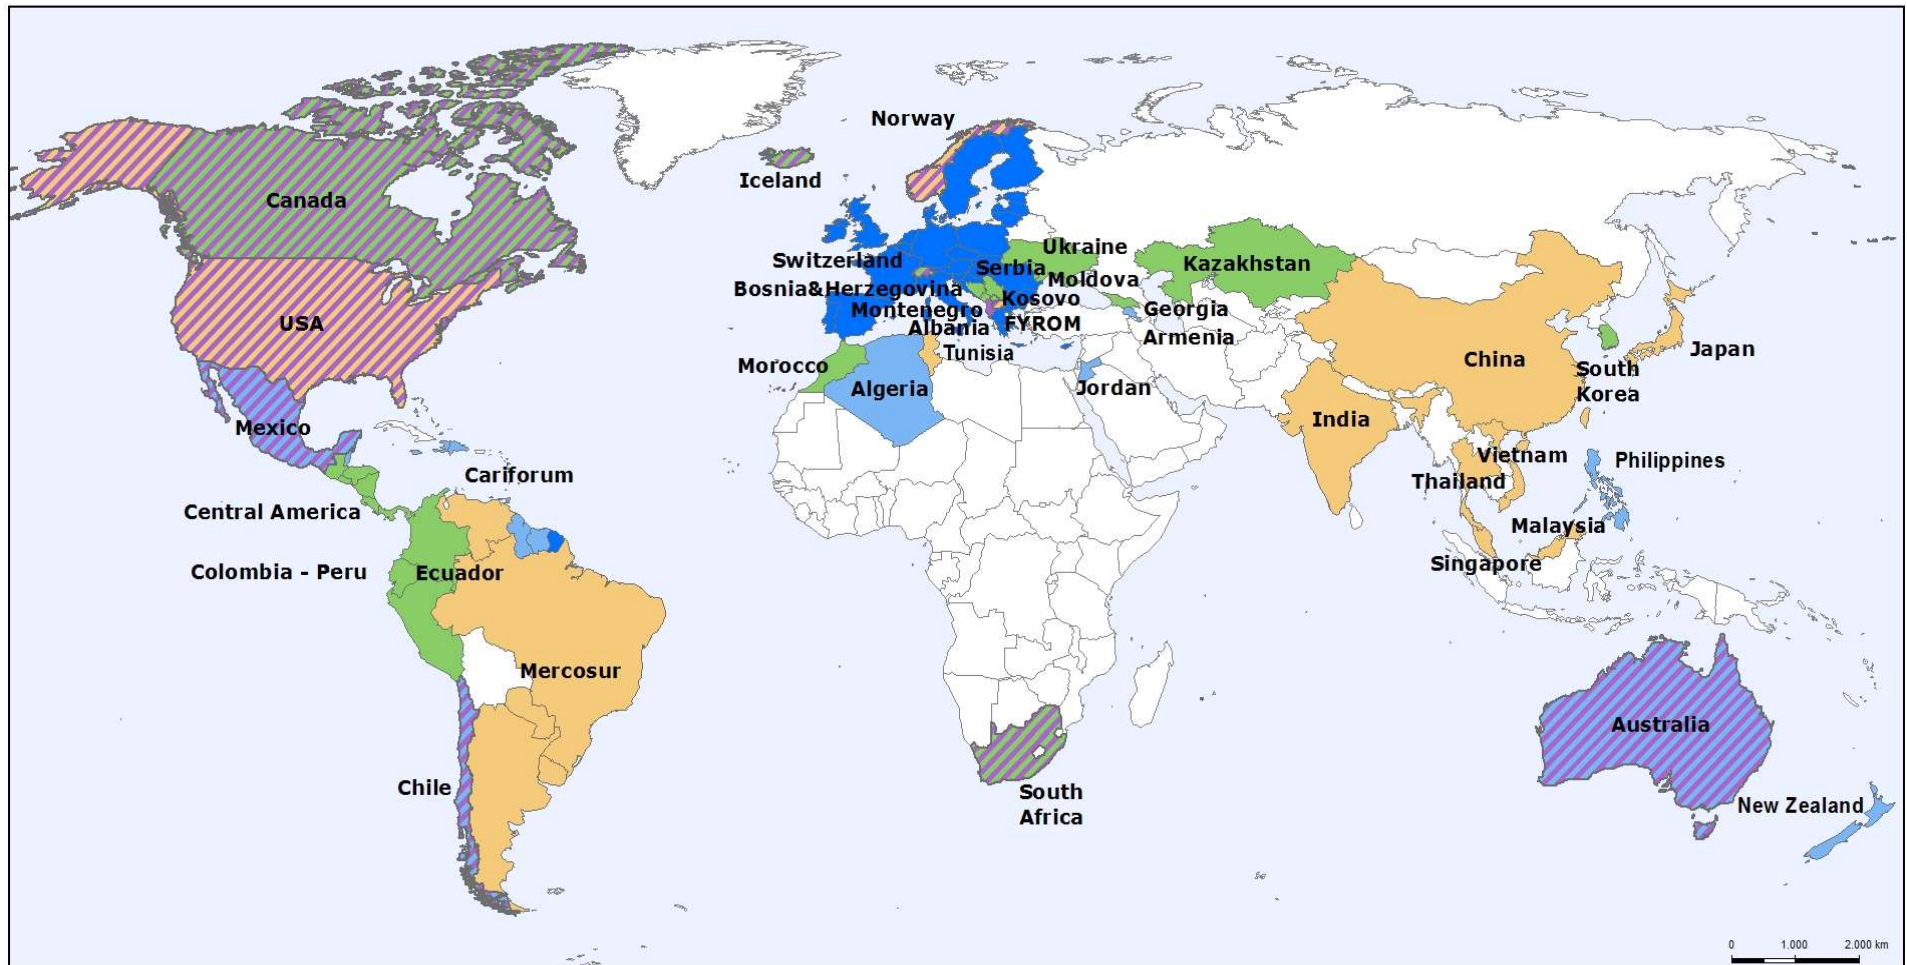 Norway
Iceland
Canada
Ukraine
Switzerland
Serbia
Kazakhstan
Moldova
Bosnia&Herzegovina
Kosovo
Montenegro
Georgia
USA
Albania
FYROM
Armenia
Tunisia
Japan
China
Morocco
South
Korea
Algeria
Jordan
India
Mexico
Vietnam
Philippines
Cariforum
Thailand
Central America
Malaysia
Singapore
Colombia - Peru
Ecuador
Mercosur
Australia
Chile
South
Africa
New Zealand
0 1.000 2.000 km